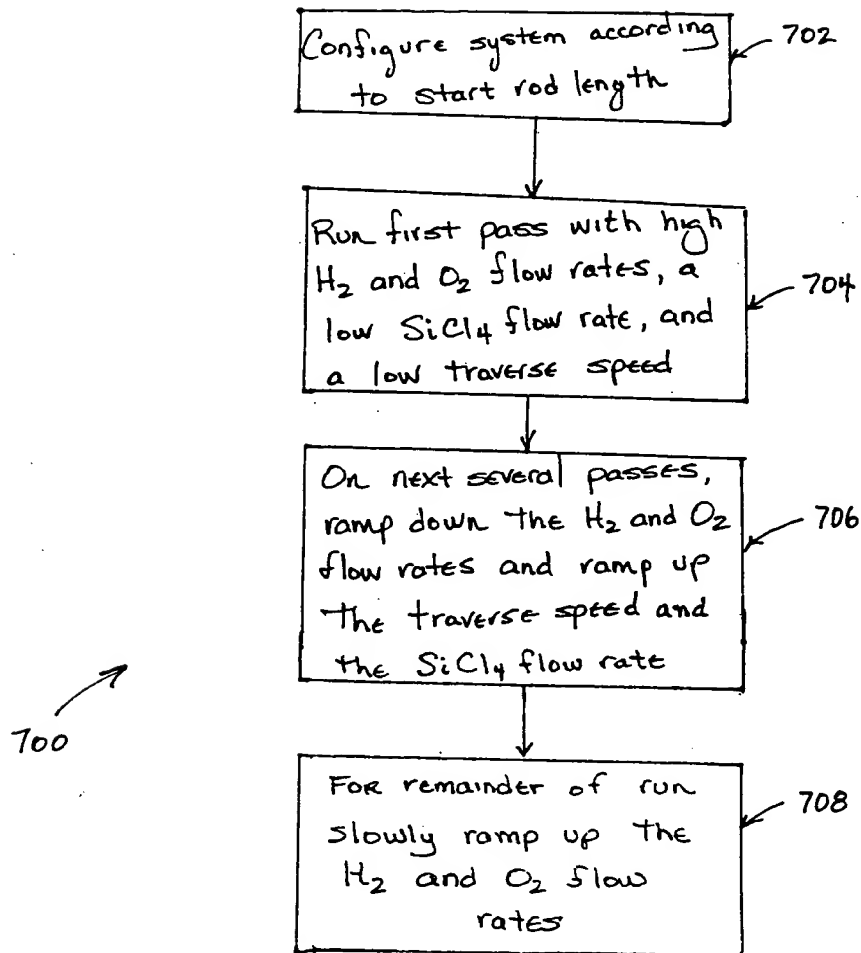 Configure system according
to start rod length
702
Run first pass with high
H₂ and O₂ flow rates, a
low SiCl₄ flow rate, and
a low traverse speed
704
On next several passes,
ramp down the H₂ and O₂
flow rates and ramp up
the traverse speed and
the SiCl₄ flow rate
706
700
For remainder of run
slowly ramp up the
H₂ and O₂ flow
rates
708